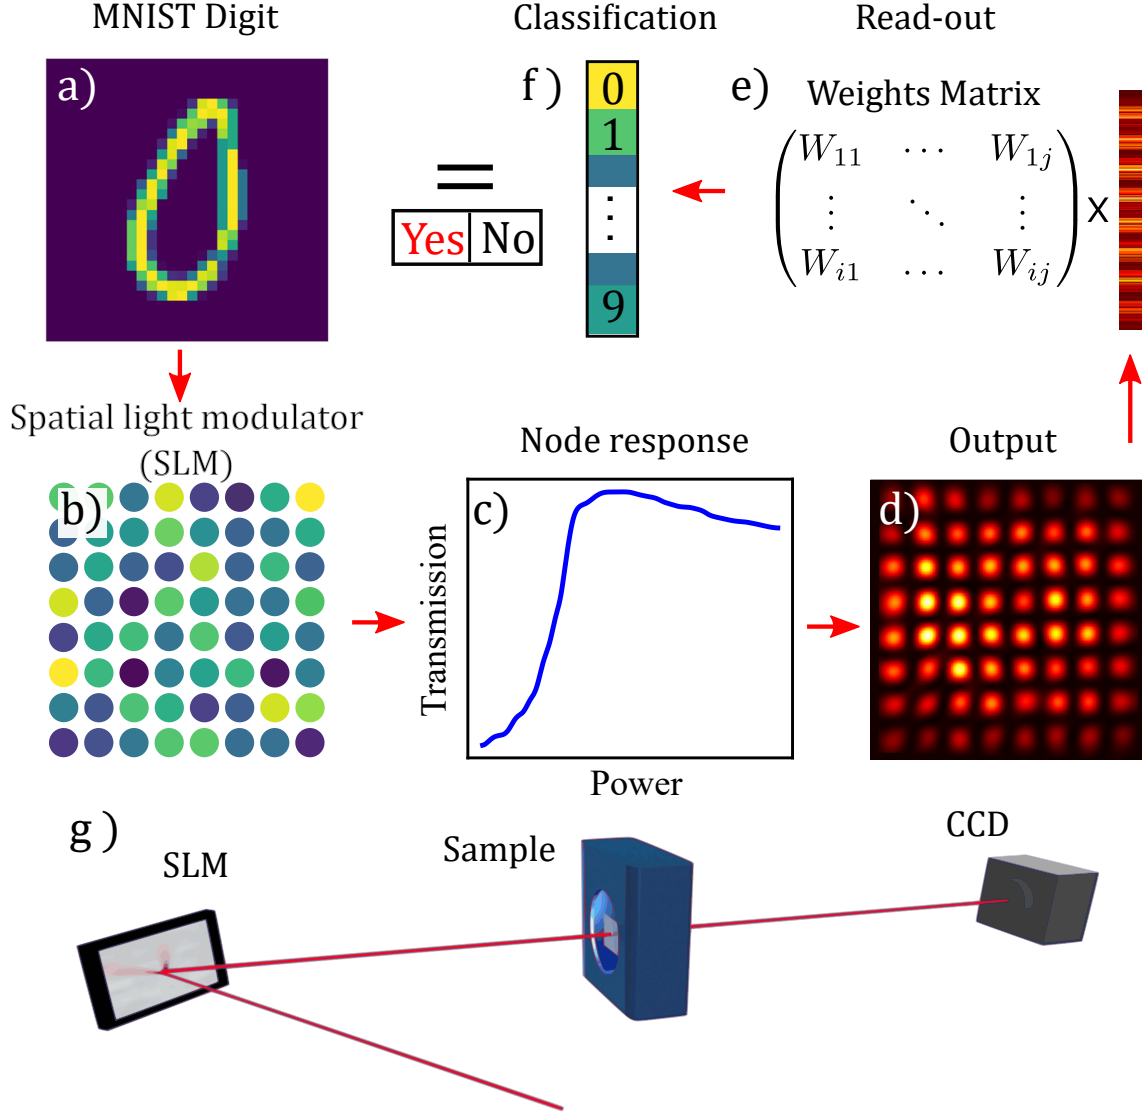 MNIST Digit
Classification
Read-out
a)
f )
0
1
⋮
9
=
Yes No
e)
Weights Matrix
W11 ⋯ W1j
⋮ ⋱ ⋮
Wi1 … Wij
X
Spatial light modulator
(SLM)
b)
Node response
c)
Transmission
Power
Output
d)
g )
SLM
Sample
CCD